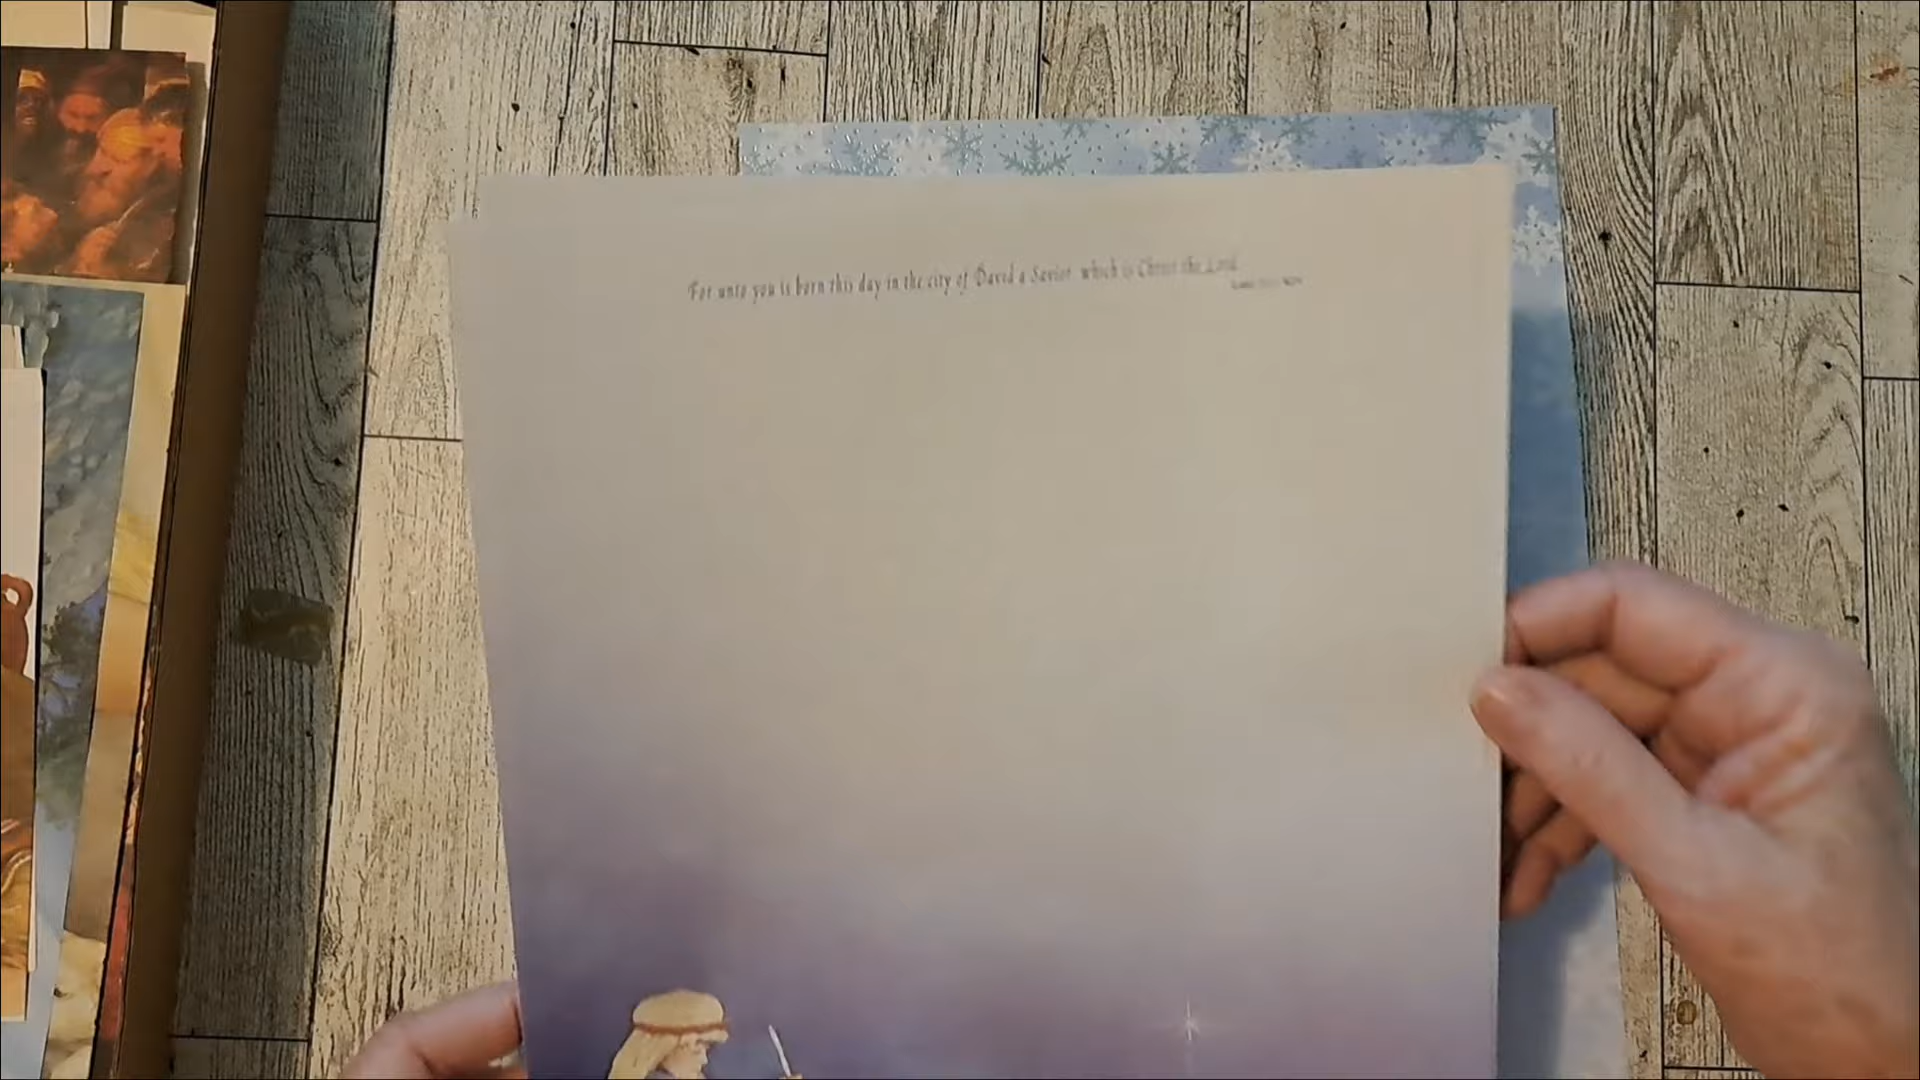 For unto you is born this day in the city of David a Savior, which is Christ the Lord.